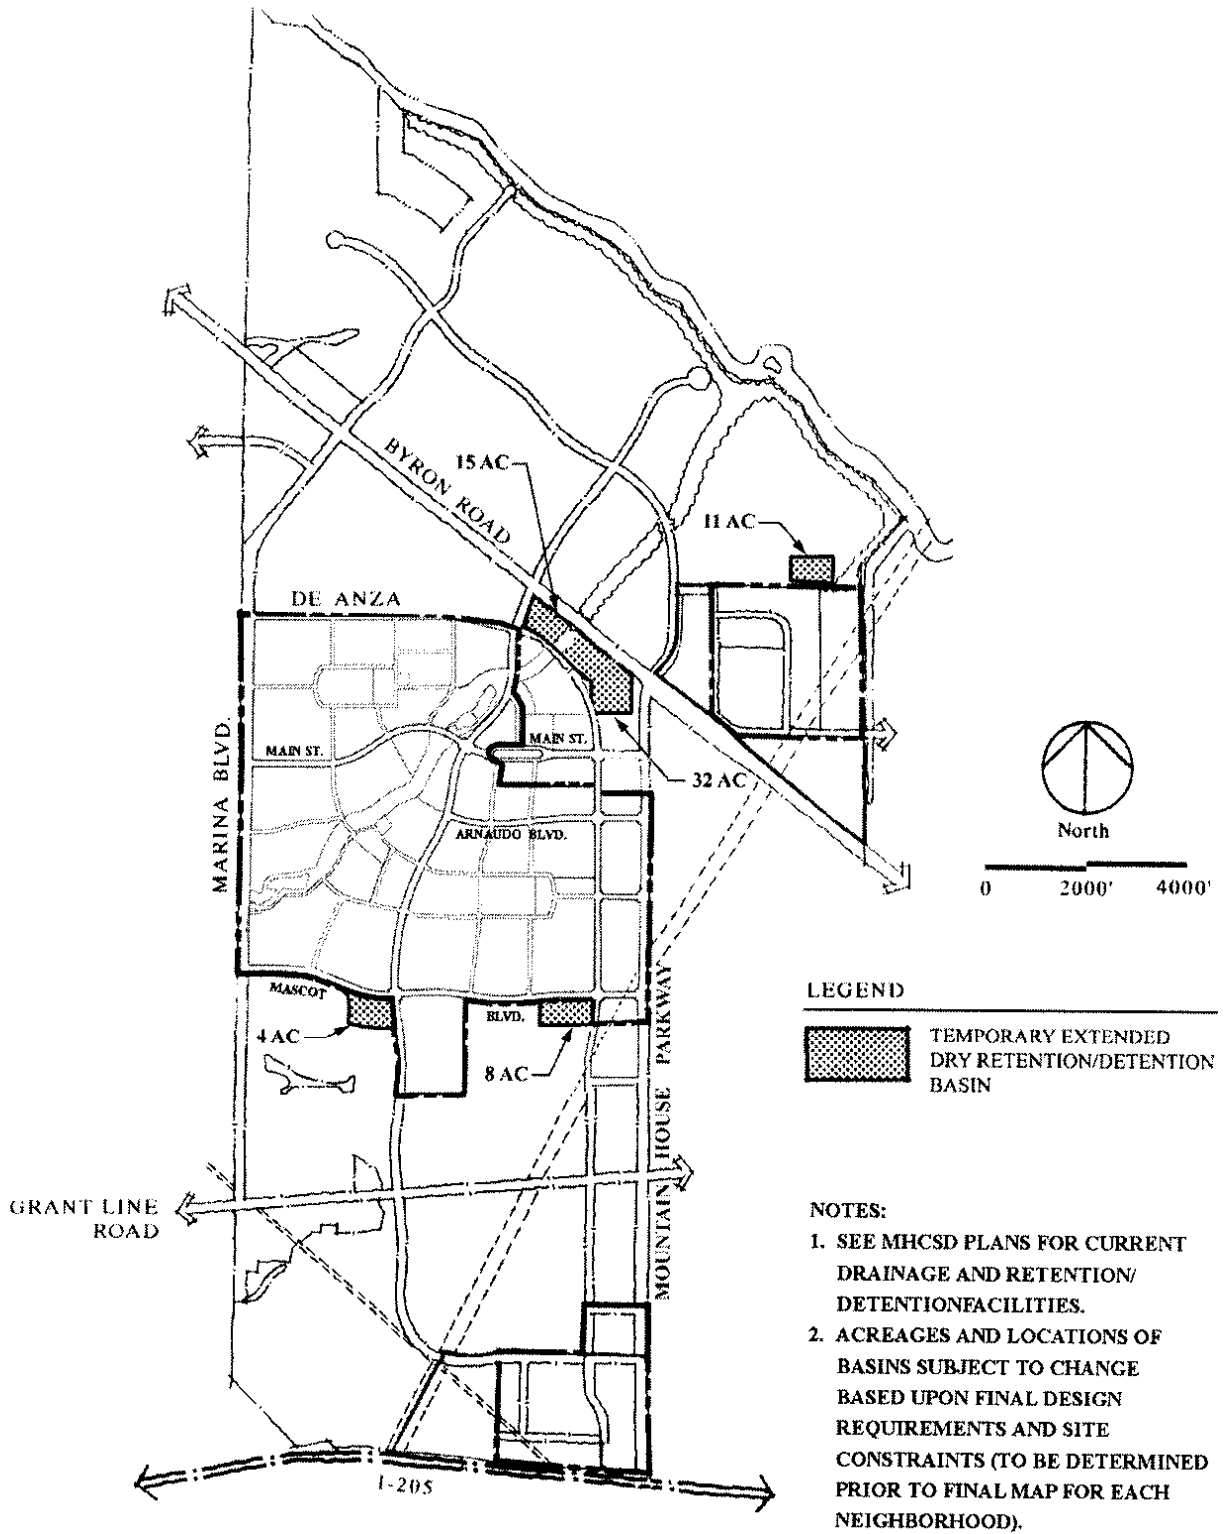 BYRON ROAD
15 AC
11 AC
DE ANZA
MARINA BLVD.
MAIN ST.
MAIN ST.
32 AC
ARNAUDO BLVD.
North
0 2000' 4000'
MASCOT
BLVD.
4 AC
8 AC
MOUNTAIN HOUSE PARKWAY
GRANT LINE
ROAD
I-205
LEGEND
TEMPORARY EXTENDED
DRY RETENTION/DETENTION
BASIN
NOTES:
1. SEE MHCSD PLANS FOR CURRENT
DRAINAGE AND RETENTION/
DETENTIONFACILITIES.
2. ACREAGES AND LOCATIONS OF
BASINS SUBJECT TO CHANGE
BASED UPON FINAL DESIGN
REQUIREMENTS AND SITE
CONSTRAINTS (TO BE DETERMINED
PRIOR TO FINAL MAP FOR EACH
NEIGHBORHOOD).